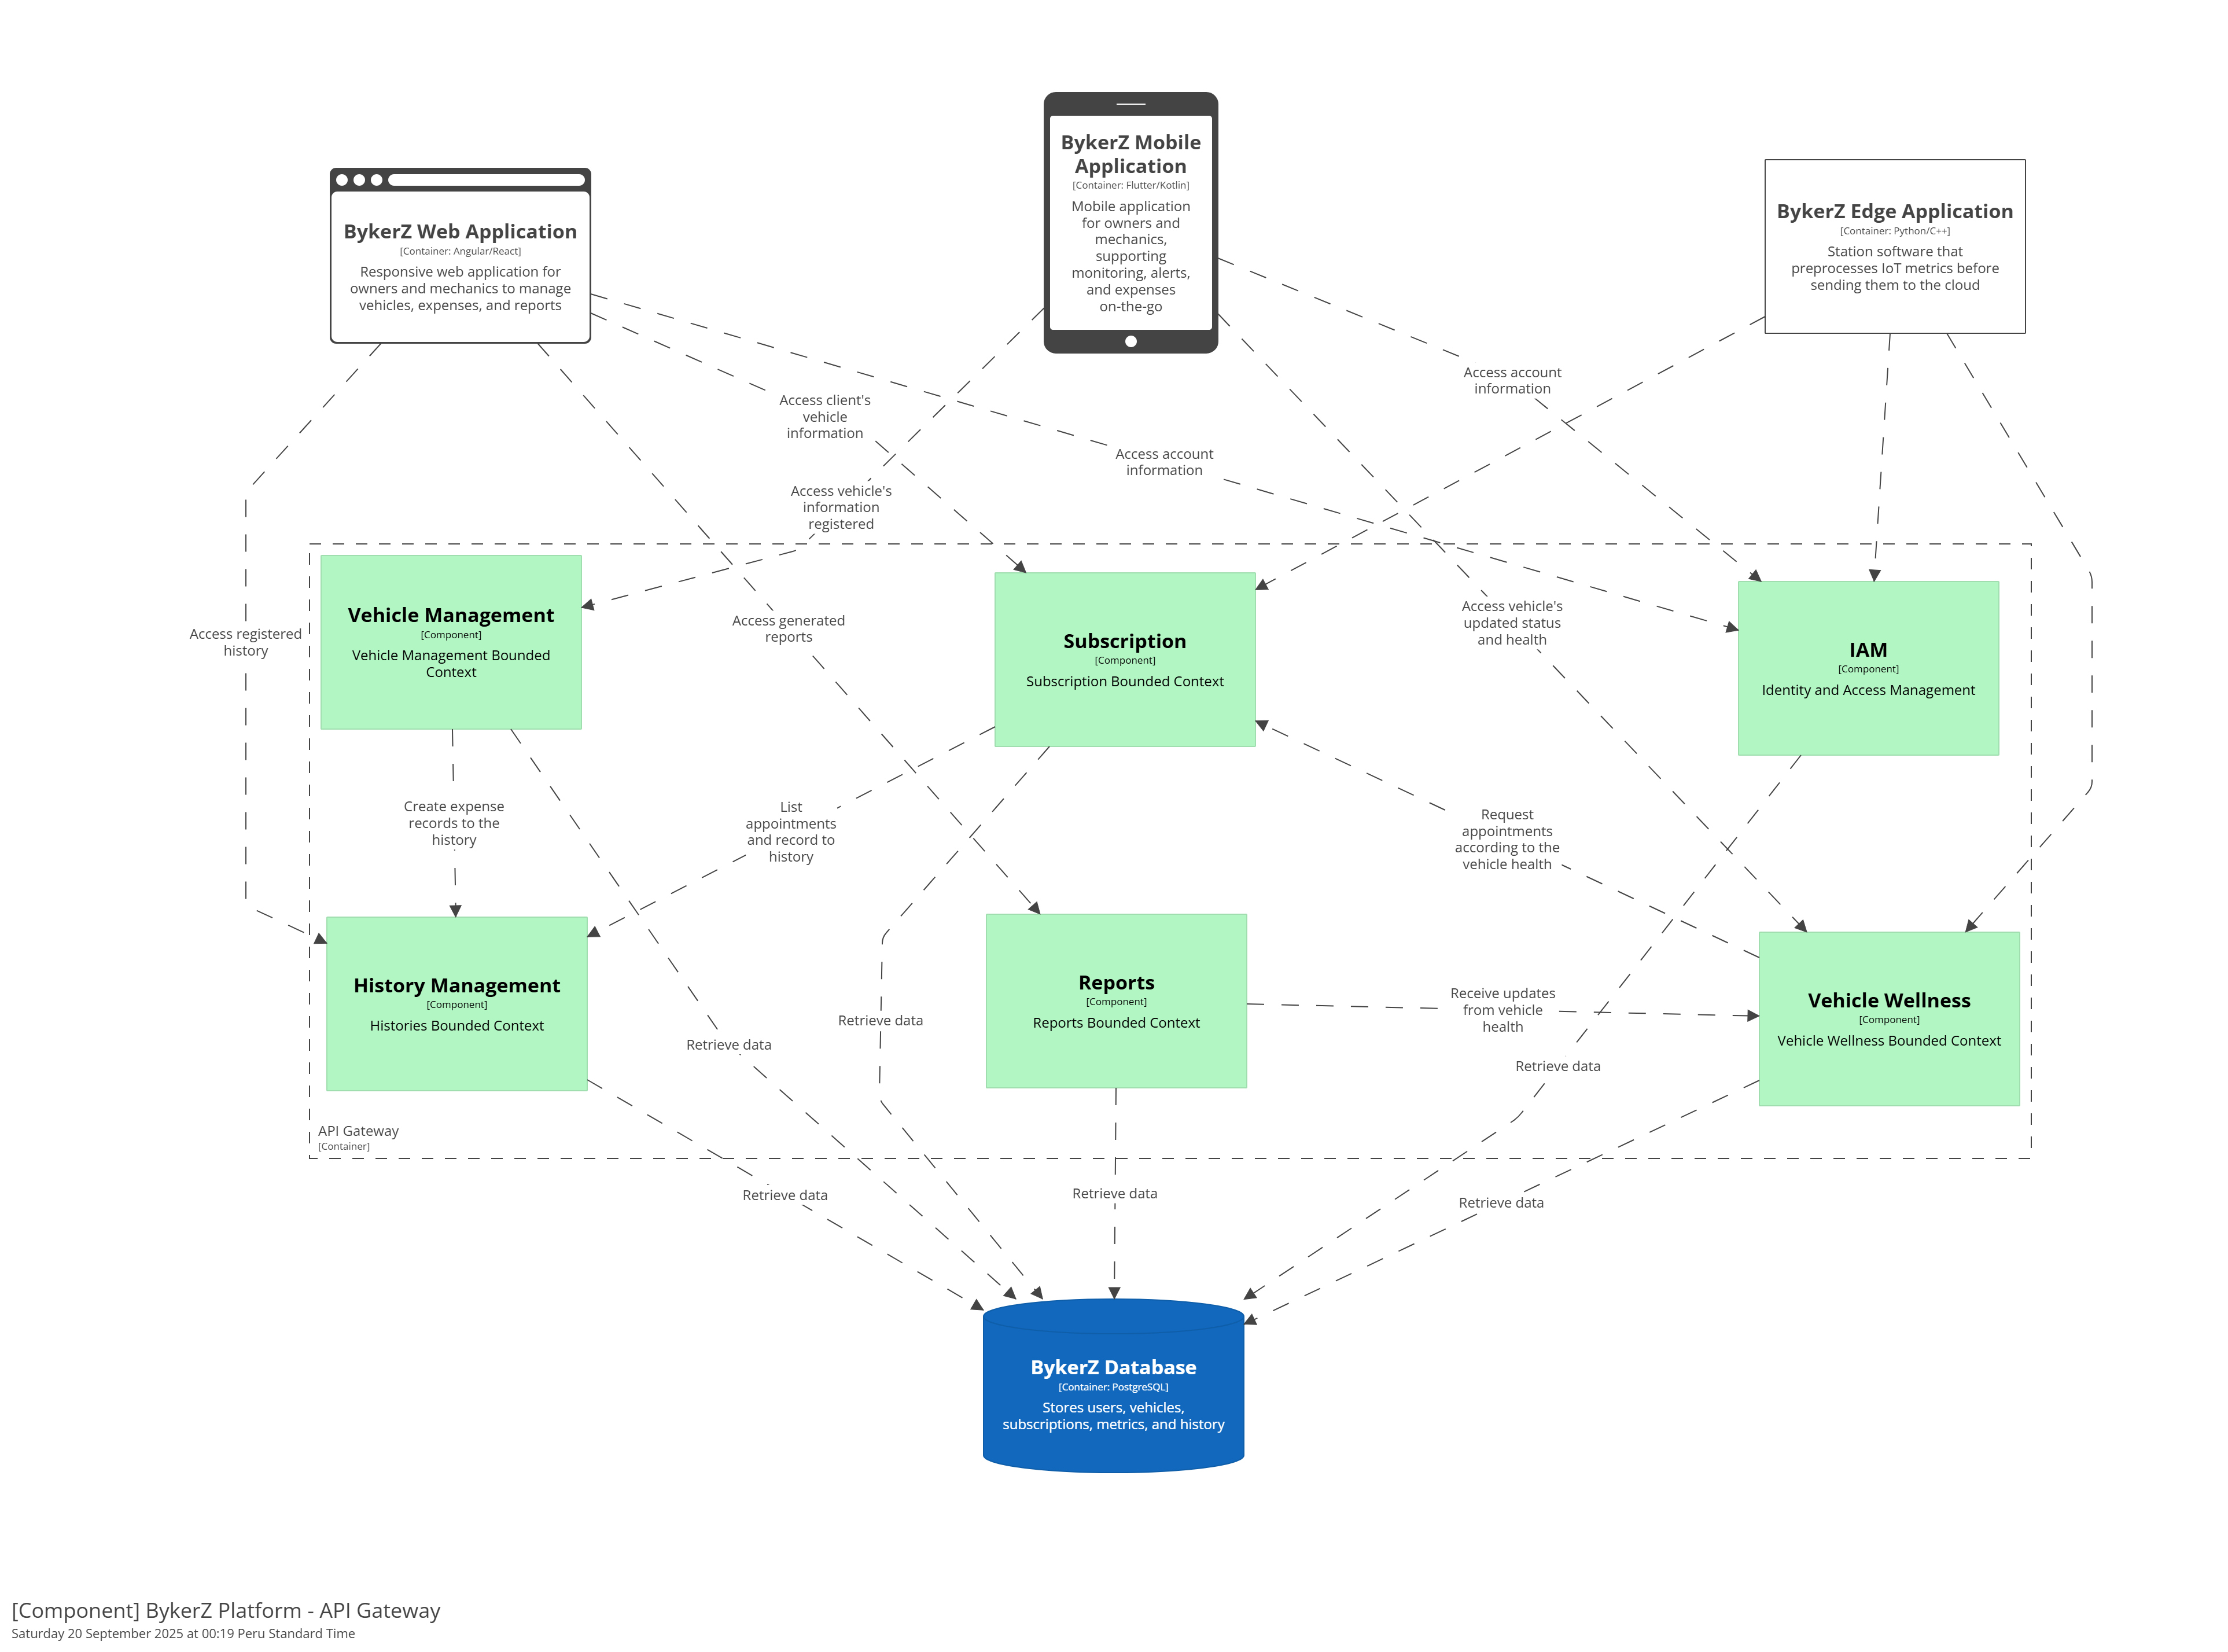 BykerZ Mobile
Application
[Container: Flutter/Kotlin]
Mobile application
for owners and
mechanics,
supporting
monitoring, alerts,
and expenses
on-the-go
BykerZ Web Application
[Container: Angular/React]
Responsive web application for
owners and mechanics to manage
vehicles, expenses, and reports
BykerZ Edge Application
[Container: Python/C++]
Station software that
preprocesses IoT metrics before
sending them to the cloud
Access account
information
Access client's
vehicle
information
Access account
information
Access vehicle's
information
registered
Access registered
history
Access generated
reports
Access vehicle's
updated status
and health
Vehicle Management
[Component]
Vehicle Management Bounded
Context
Subscription
[Component]
Subscription Bounded Context
IAM
[Component]
Identity and Access Management
Create expense
records to the
history
List
appointments
and record to
history
Request
appointments
according to the
vehicle health
History Management
[Component]
Histories Bounded Context
Reports
[Component]
Reports Bounded Context
Receive updates
from vehicle
health
Vehicle Wellness
[Component]
Vehicle Wellness Bounded Context
Retrieve data
Retrieve data
Retrieve data
API Gateway
[Container]
Retrieve data
Retrieve data
Retrieve data
BykerZ Database
[Container: PostgreSQL]
Stores users, vehicles,
subscriptions, metrics, and history
[Component] BykerZ Platform - API Gateway
Saturday 20 September 2025 at 00:19 Peru Standard Time